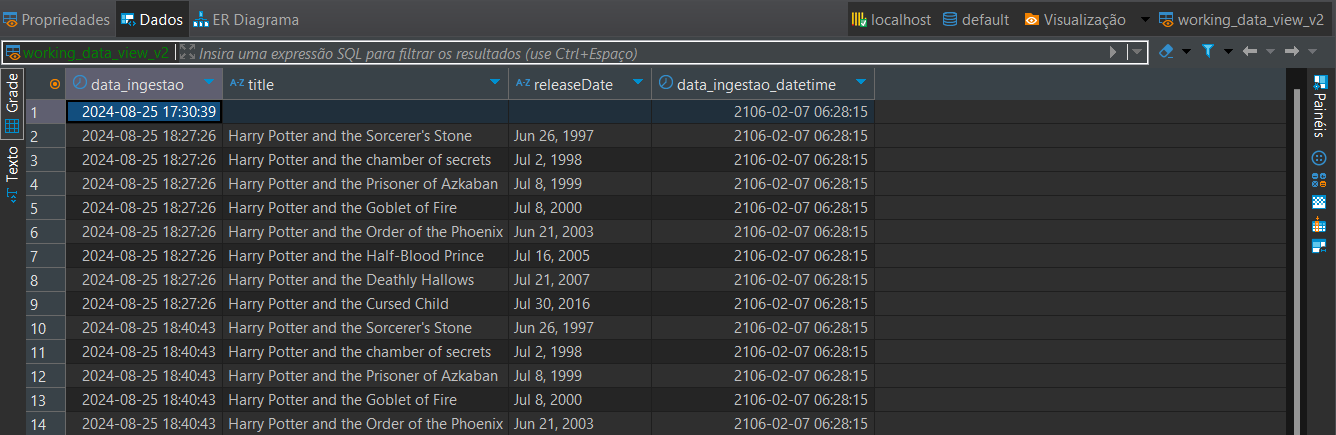 Propriedades Dados ER Diagrama localhost default Visualização working_data_view_v2
working_data_view_v2 Insira uma expressão SQL para filtrar os resultados (use Ctrl+Espaço)
Grade
Texto
data_ingestao A-Z title A-Z releaseDate data_ingestao_datetime
1 2024-08-25 17:30:39 2106-02-07 06:28:15
2 2024-08-25 18:27:26 Harry Potter and the Sorcerer's Stone Jun 26, 1997 2106-02-07 06:28:15
3 2024-08-25 18:27:26 Harry Potter and the chamber of secrets Jul 2, 1998 2106-02-07 06:28:15
4 2024-08-25 18:27:26 Harry Potter and the Prisoner of Azkaban Jul 8, 1999 2106-02-07 06:28:15
5 2024-08-25 18:27:26 Harry Potter and the Goblet of Fire Jul 8, 2000 2106-02-07 06:28:15
6 2024-08-25 18:27:26 Harry Potter and the Order of the Phoenix Jun 21, 2003 2106-02-07 06:28:15
7 2024-08-25 18:27:26 Harry Potter and the Half-Blood Prince Jul 16, 2005 2106-02-07 06:28:15
8 2024-08-25 18:27:26 Harry Potter and the Deathly Hallows Jul 21, 2007 2106-02-07 06:28:15
9 2024-08-25 18:27:26 Harry Potter and the Cursed Child Jul 30, 2016 2106-02-07 06:28:15
10 2024-08-25 18:40:43 Harry Potter and the Sorcerer's Stone Jun 26, 1997 2106-02-07 06:28:15
11 2024-08-25 18:40:43 Harry Potter and the chamber of secrets Jul 2, 1998 2106-02-07 06:28:15
12 2024-08-25 18:40:43 Harry Potter and the Prisoner of Azkaban Jul 8, 1999 2106-02-07 06:28:15
13 2024-08-25 18:40:43 Harry Potter and the Goblet of Fire Jul 8, 2000 2106-02-07 06:28:15
14 2024-08-25 18:40:43 Harry Potter and the Order of the Phoenix Jun 21, 2003 2106-02-07 06:28:15
Painéis